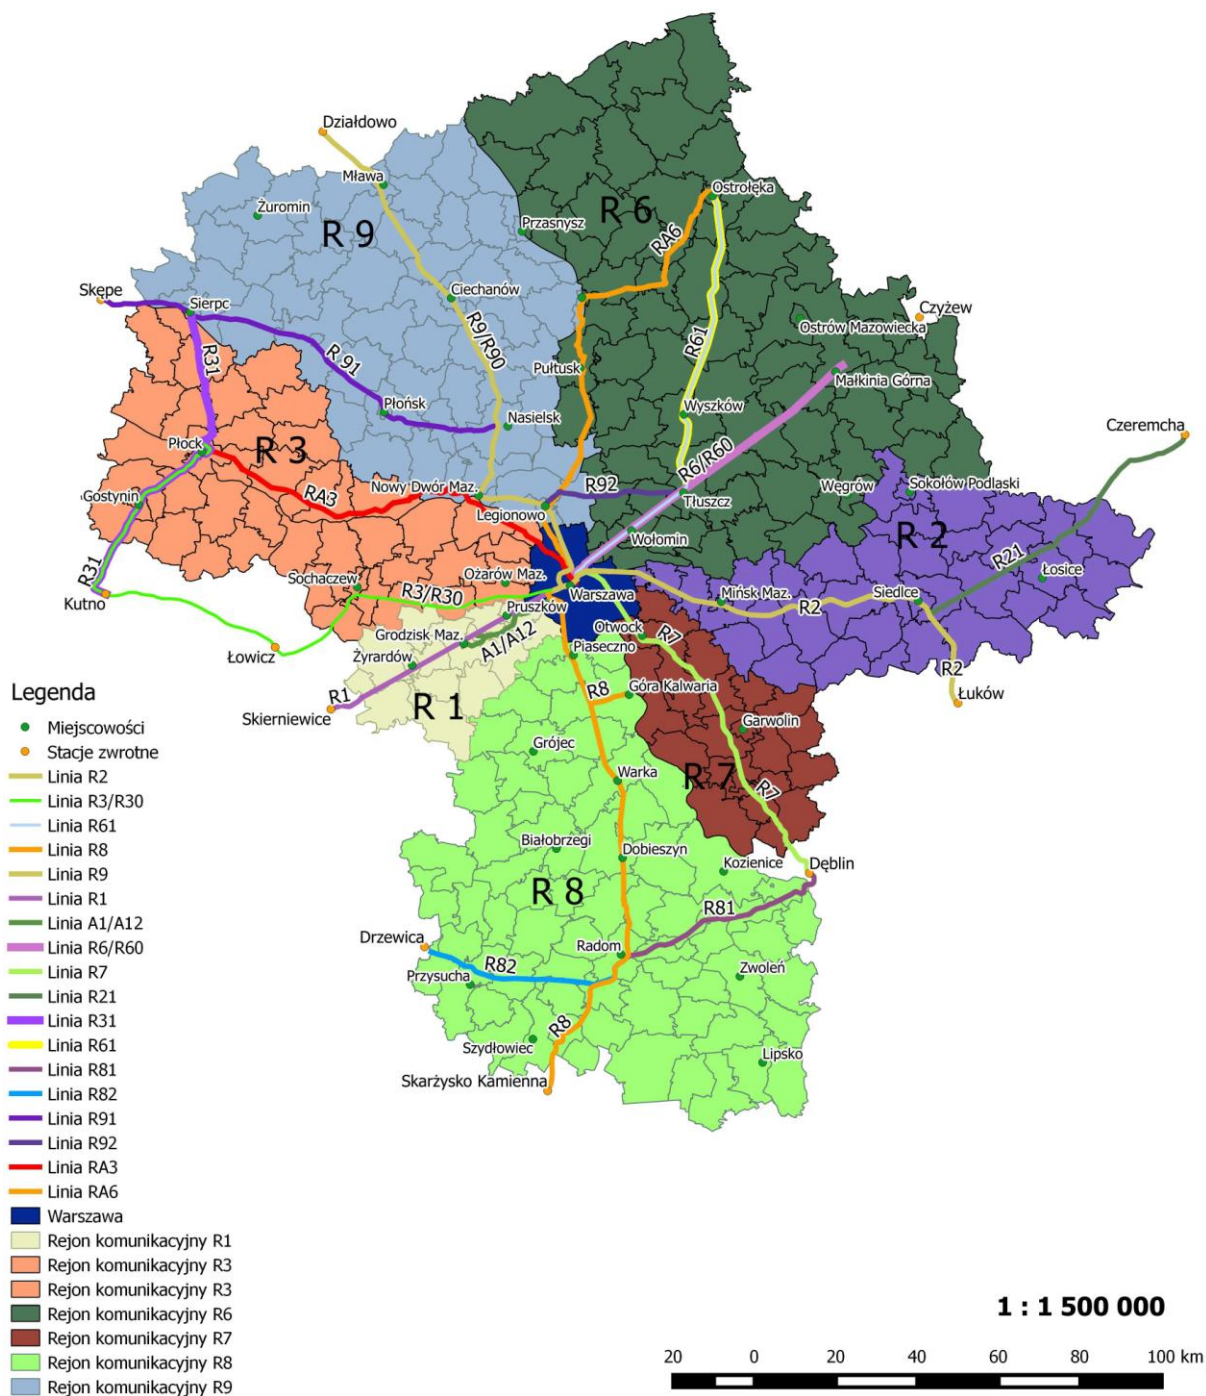 Działdowo
Mława
Żuromin
R 9
Przasnysz
R 6
Ostrołęka
RA6
Skępe
Sierpc
Ciechanów
R9/R90
R61
Czyżew
Ostrów Mazowiecka
R31
R 91
Pułtusk
Małkinia Górna
Płońsk
Nasielsk
Wyszków
Czeremcha
Płock
R 3
R6/R60
RA3
Nowy Dwór Maz.
R92
Węgrów
Sokołów Podlaski
Gostynin
Legionowo
Tłuszcz
R 2
Wołomin
R21
R31
Sochaczew
Ożarów Maz.
Łosice
Kutno
R3/R30
Warszawa
Mińsk Maz.
R2
Siedlce
Pruszków
Grodzisk Maz.
A1/A12
Otwock
R7
Łowicz
Żyrardów
Piaseczno
R2
R1
R8
Góra Kalwaria
Łuków
Skierniewice
R 1
Garwolin
Grójec
Warka
R 7
R7
Białobrzegi
Dobieszyn
Kozienice
Dęblin
R 8
R81
Drzewica
Radom
R82
Przysucha
Zwoleń
R8
Szydłowiec
Lipsko
Skarżysko Kamienna
Legenda
Miejscowości
Stacje zwrotne
Linia R2
Linia R3/R30
Linia R61
Linia R8
Linia R9
Linia R1
Linia A1/A12
Linia R6/R60
Linia R7
Linia R21
Linia R31
Linia R61
Linia R81
Linia R82
Linia R91
Linia R92
Linia RA3
Linia RA6
Warszawa
Rejon komunikacyjny R1
Rejon komunikacyjny R3
Rejon komunikacyjny R3
Rejon komunikacyjny R6
Rejon komunikacyjny R7
Rejon komunikacyjny R8
Rejon komunikacyjny R9
1 : 1 500 000
20 0 20 40 60 80 100 km